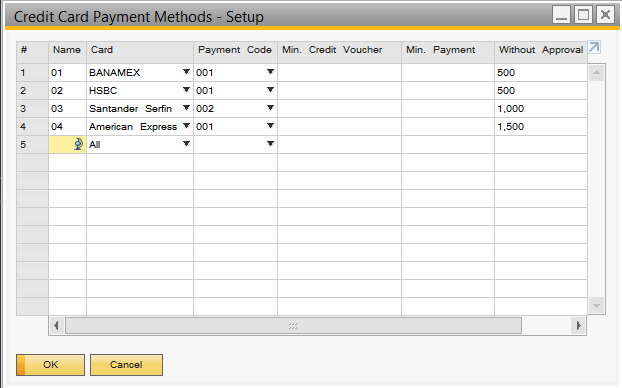 Credit Card Payment Methods - Setup
# Name Card Payment Code Min. Credit Voucher Min. Payment Without Approval
1 01 BANAMEX 001 500
2 02 HSBC 001 500
3 03 Santander Serfin 002 1,000
4 04 American Express 001 1,500
5 All
OK Cancel